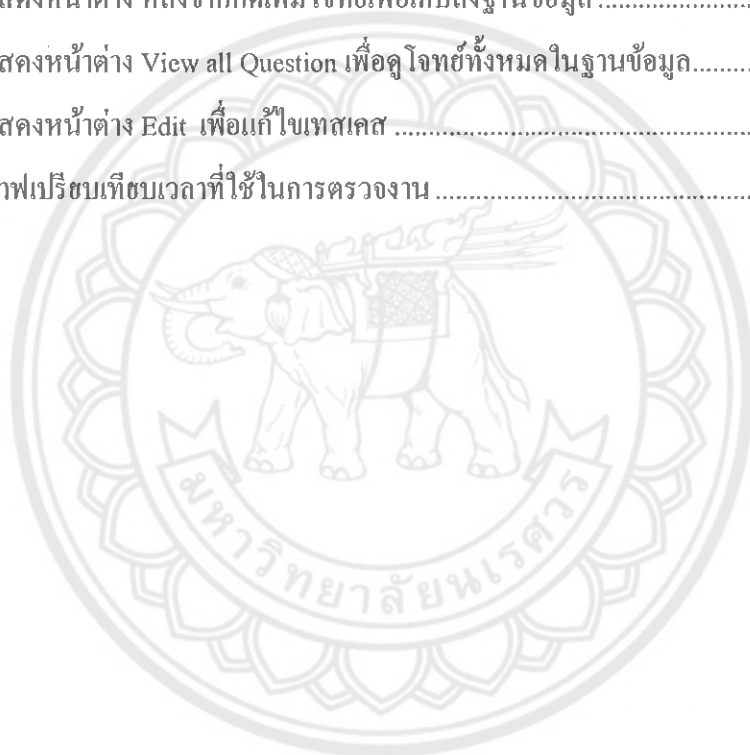 สดงหน้าต่าง หลังจากกดเพิ่มโจทย์เพื่อเก็บลงฐานข้อมูล..............................
สดงหน้าต่าง View all Question เพื่อดูโจทย์ทั้งหมดในฐานข้อมูล..............
สดงหน้าต่าง Edit เพื่อแก้ไขเทสเคส ..............................................................
าฟเปรียบเทียบเวลาที่ใช้ในการตรวจงาน ........................................................
มหาวิทยาลัยนเรศวร